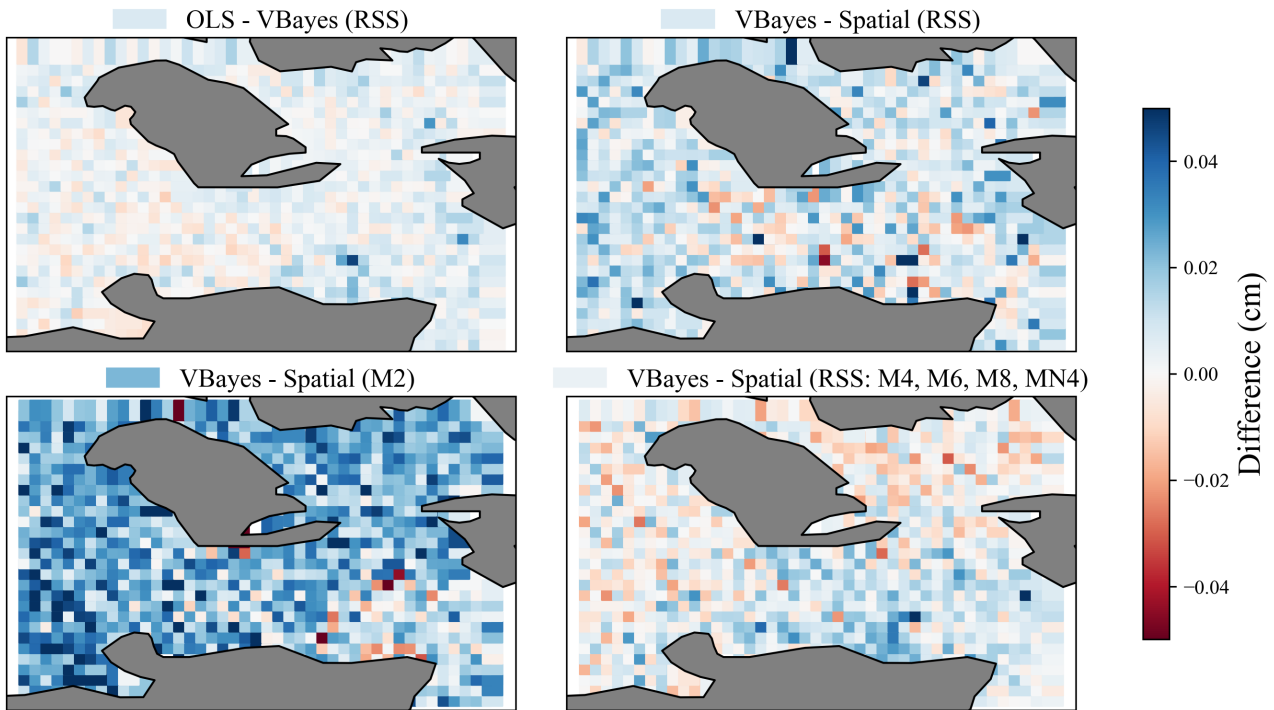 OLS - VBayes (RSS)
VBayes - Spatial (RSS)
VBayes - Spatial (M2)
VBayes - Spatial (RSS: M4, M6, M8, MN4)
0.04
0.02
0.00
−0.02
−0.04
Difference (cm)